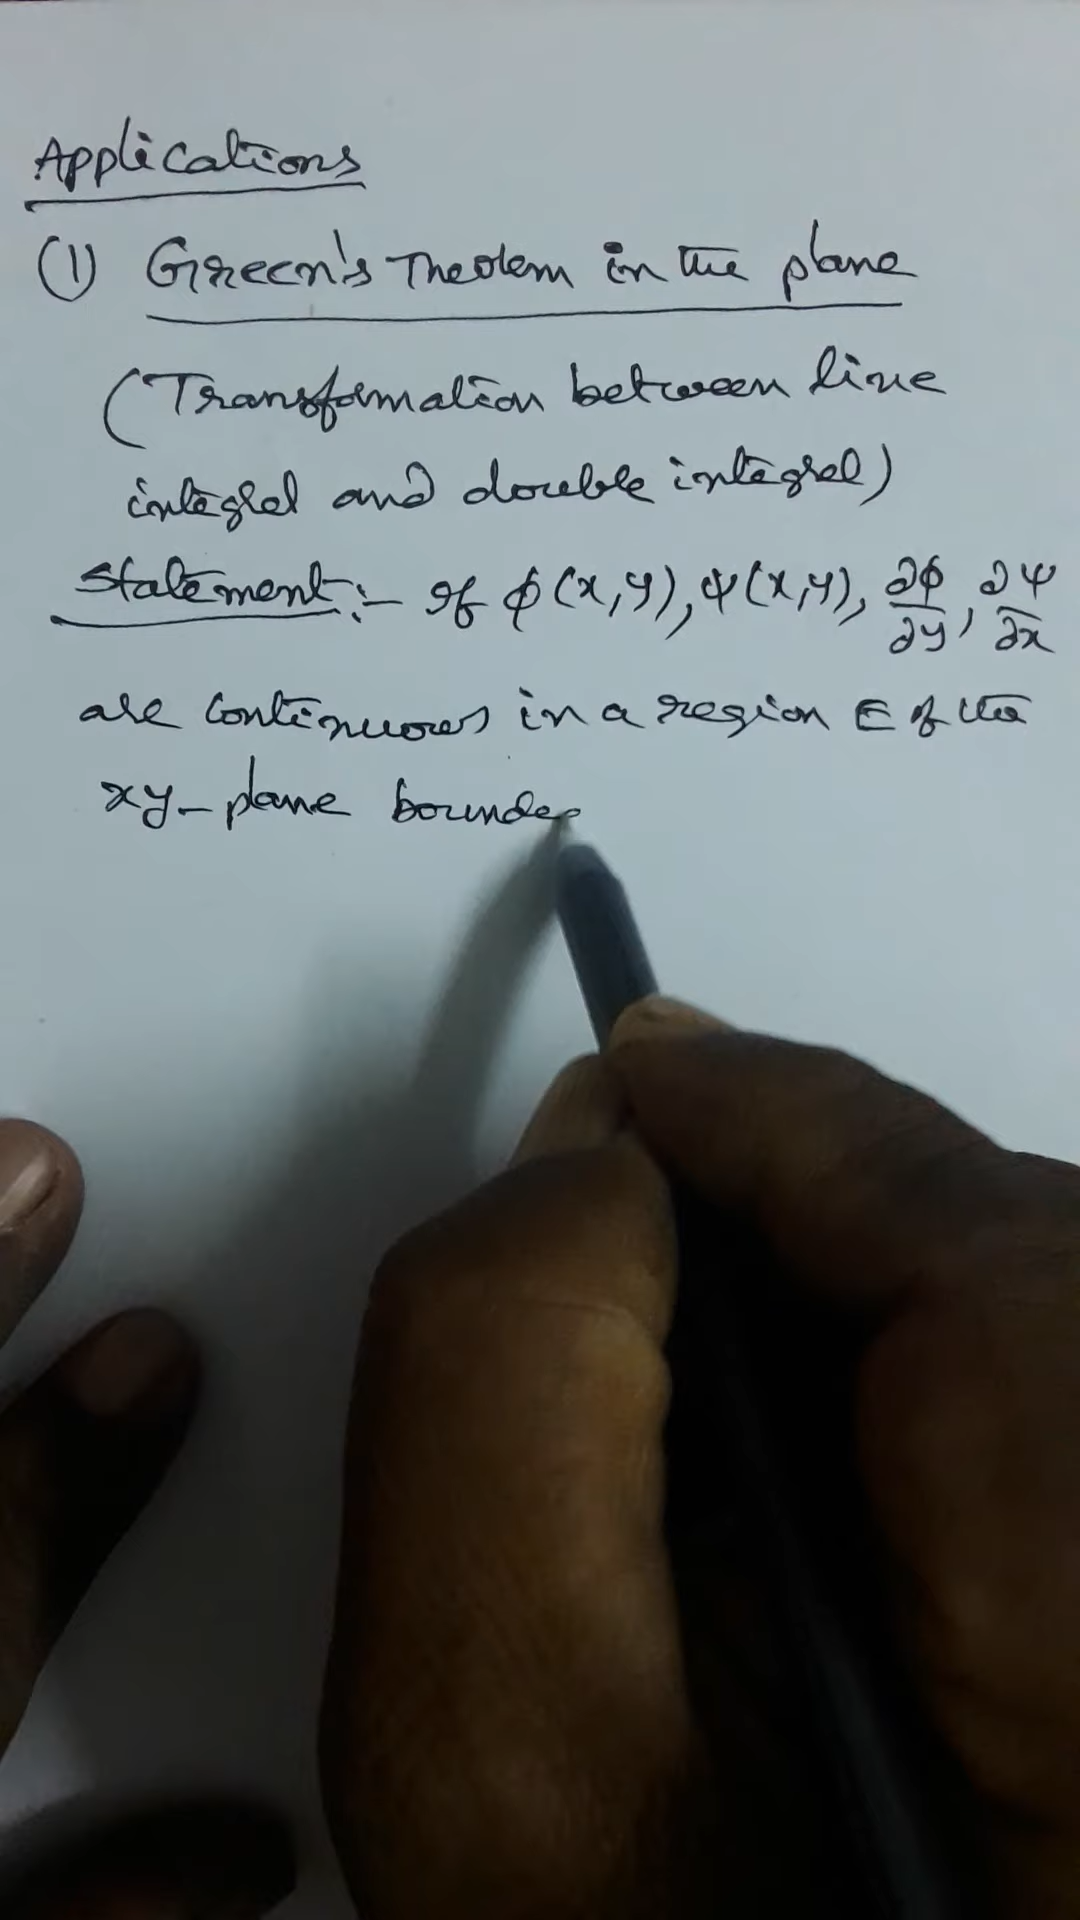 Applications
(1) Green's Theorem in the plane
(Transformation between line
integral and double integral)
Statement:- If ϕ(x,y), ψ(x,y), ∂ϕ/∂y, ∂ψ/∂x
are continuous in a region E of the
xy-plane bounde